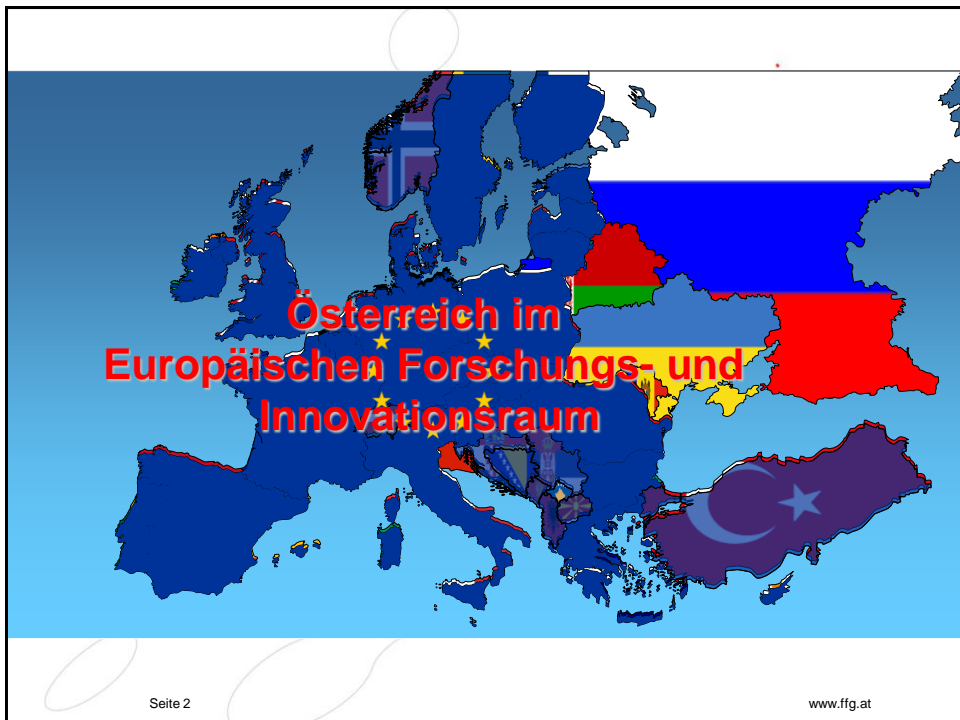 Österreich im
Europäischen Forschungs- und
Innovationsraum
Seite 2
www.ffg.at